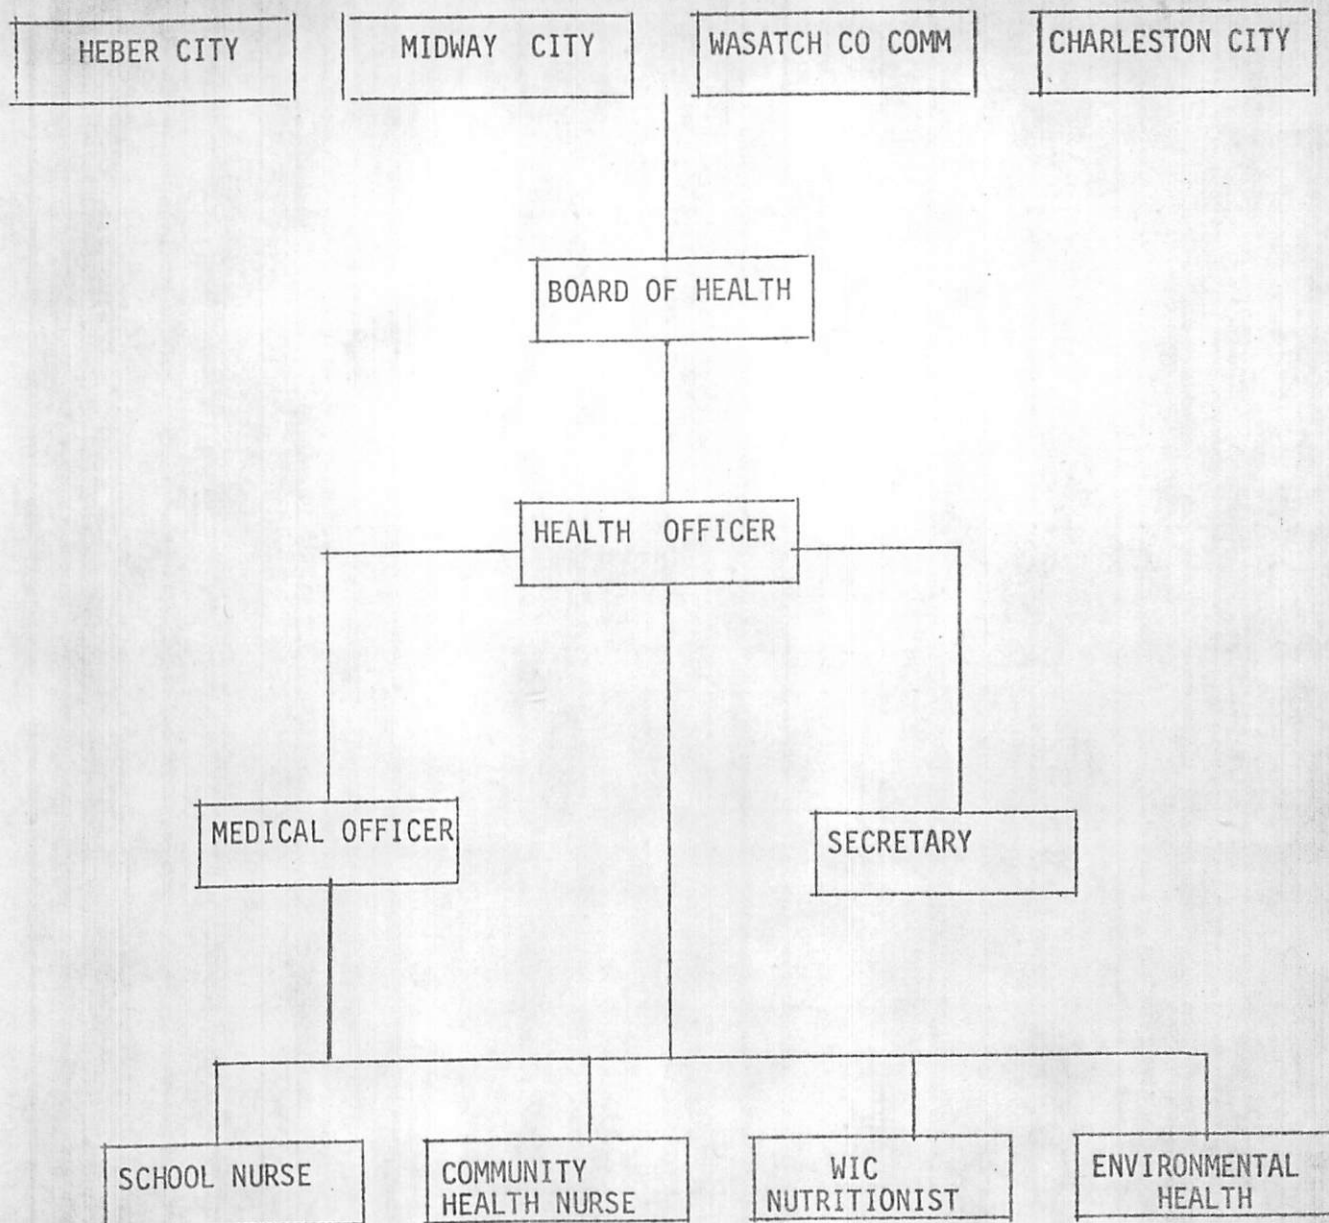 HEBER CITY
MIDWAY CITY
WASATCH CO COMM
CHARLESTON CITY
BOARD OF HEALTH
HEALTH OFFICER
MEDICAL OFFICER
SECRETARY
SCHOOL NURSE
COMMUNITY
HEALTH NURSE
WIC
NUTRITIONIST
ENVIRONMENTAL
HEALTH